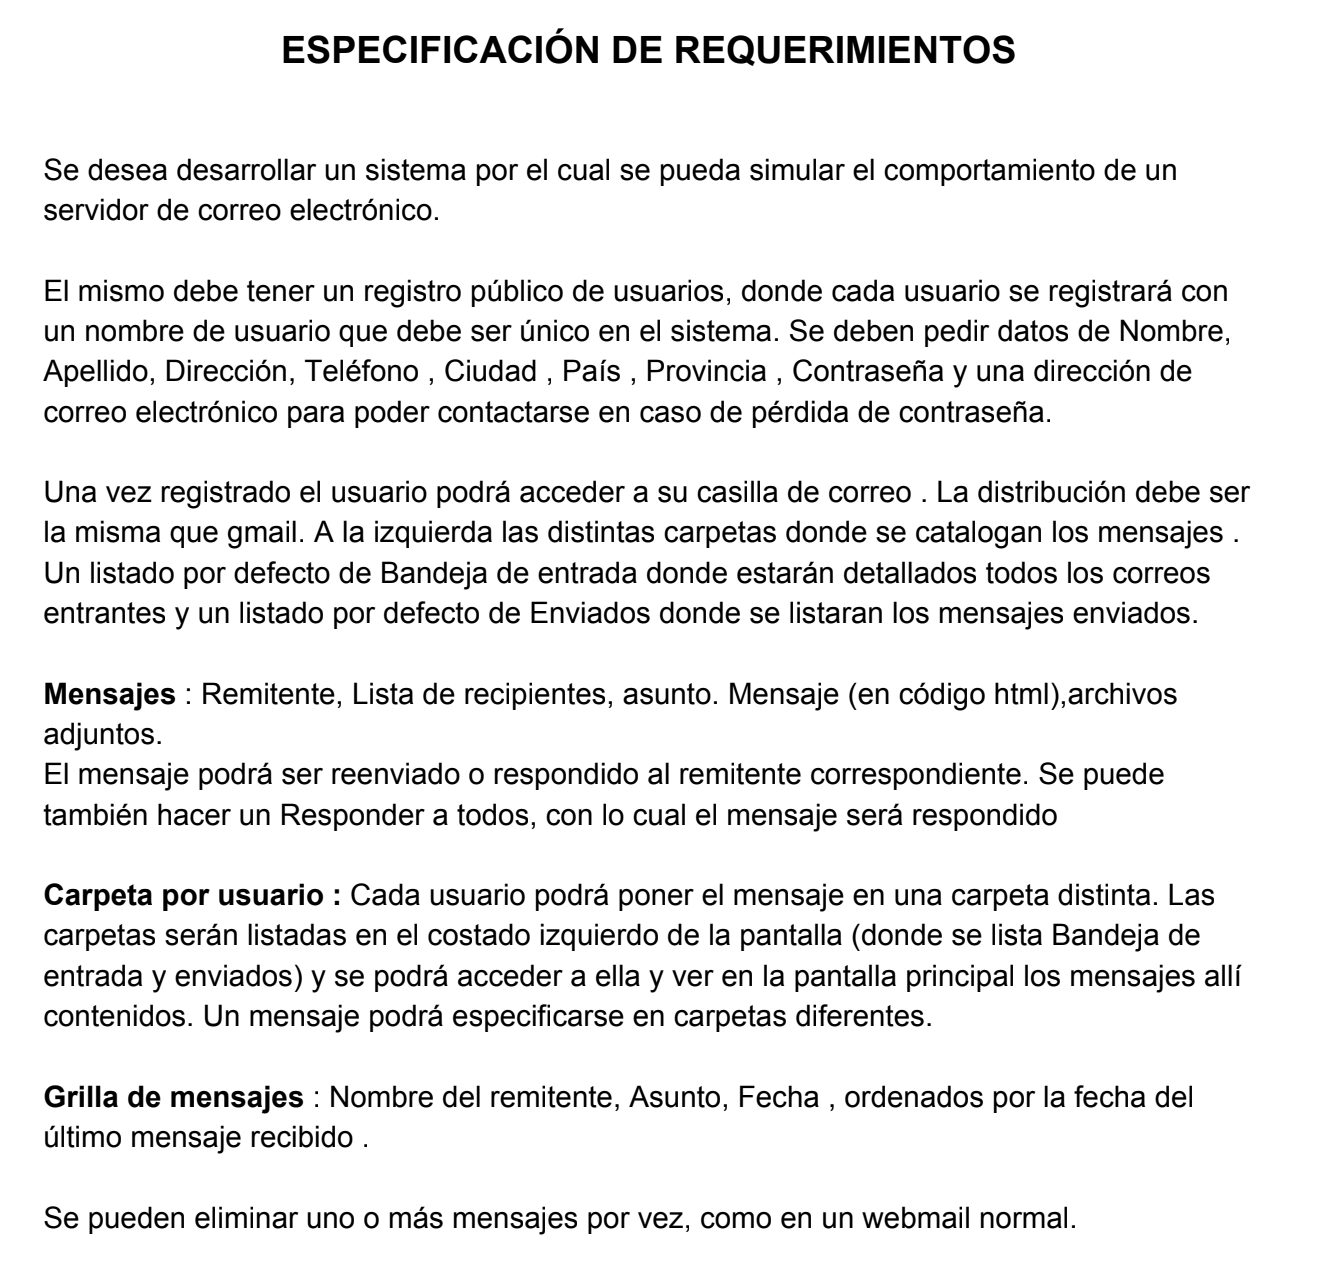 ESPECIFICACIÓN DE REQUERIMIENTOS
Se desea desarrollar un sistema por el cual se pueda simular el comportamiento de un
servidor de correo electrónico.
El mismo debe tener un registro público de usuarios, donde cada usuario se registrará con
un nombre de usuario que debe ser único en el sistema. Se deben pedir datos de Nombre,
Apellido, Dirección, Teléfono , Ciudad , País , Provincia , Contraseña y una dirección de
correo electrónico para poder contactarse en caso de pérdida de contraseña.
Una vez registrado el usuario podrá acceder a su casilla de correo . La distribución debe ser
la misma que gmail. A la izquierda las distintas carpetas donde se catalogan los mensajes .
Un listado por defecto de Bandeja de entrada donde estarán detallados todos los correos
entrantes y un listado por defecto de Enviados donde se listaran los mensajes enviados.
Mensajes : Remitente, Lista de recipientes, asunto. Mensaje (en código html),archivos
adjuntos.
El mensaje podrá ser reenviado o respondido al remitente correspondiente. Se puede
también hacer un Responder a todos, con lo cual el mensaje será respondido
Carpeta por usuario : Cada usuario podrá poner el mensaje en una carpeta distinta. Las
carpetas serán listadas en el costado izquierdo de la pantalla (donde se lista Bandeja de
entrada y enviados) y se podrá acceder a ella y ver en la pantalla principal los mensajes allí
contenidos. Un mensaje podrá especificarse en carpetas diferentes.
Grilla de mensajes : Nombre del remitente, Asunto, Fecha , ordenados por la fecha del
último mensaje recibido .
Se pueden eliminar uno o más mensajes por vez, como en un webmail normal.